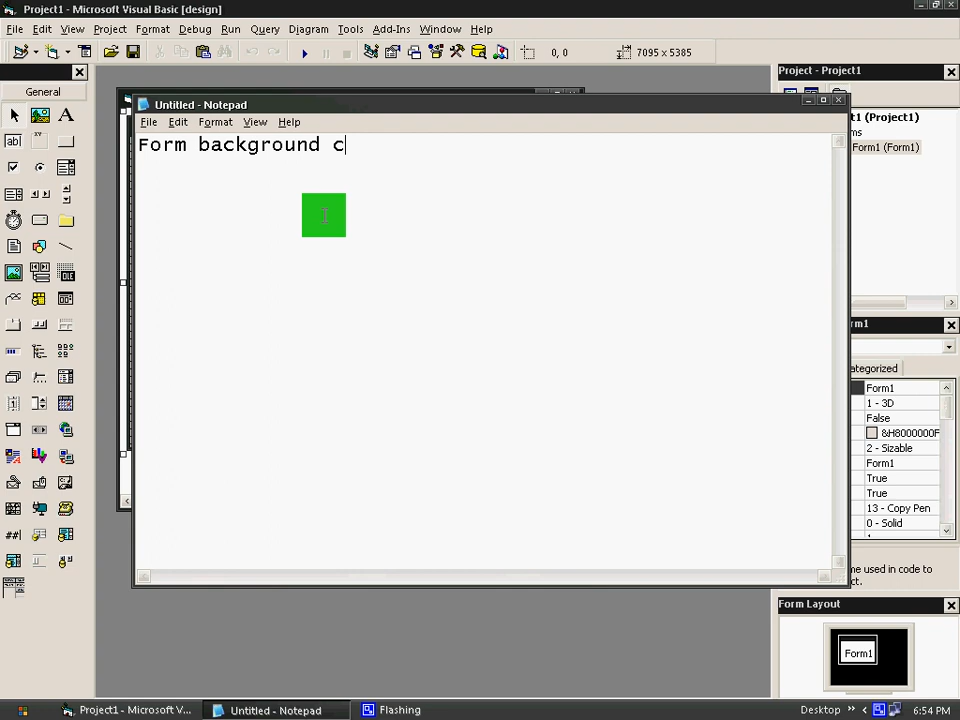 Project1 - Microsoft Visual Basic [design]
File Edit View Project Format Debug Run Query Diagram Tools Add-Ins Window Help
0, 0 7095 x 5385
General
Project - Project1
Untitled - Notepad
File Edit Format View Help
Form background c
ct1 (Project1)
ms
Form1 (Form1)
rm1
ategorized
Form1
1 - 3D
False
&H8000000F
2 - Sizable
Form1
True
True
13 - Copy Pen
0 - Solid
me used in code to
ct.
Form Layout
Form1
Project1 - Microsoft V... Untitled - Notepad Flashing Desktop 6:54 PM